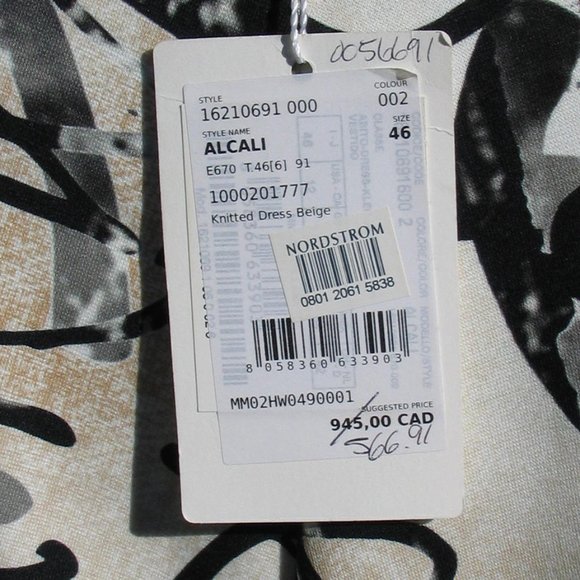 0056691
STYLE
COLOUR
16210691 000
002
STYLE NAME
SIZE
ALCALI
46
E670 T.46[6] 91
1000201777
Knitted Dress Beige
NORDSTROM
0801 2061 5838
8 058360 633903
MM02HW0490001
SUGGESTED PRICE
945,00 CAD
566.91